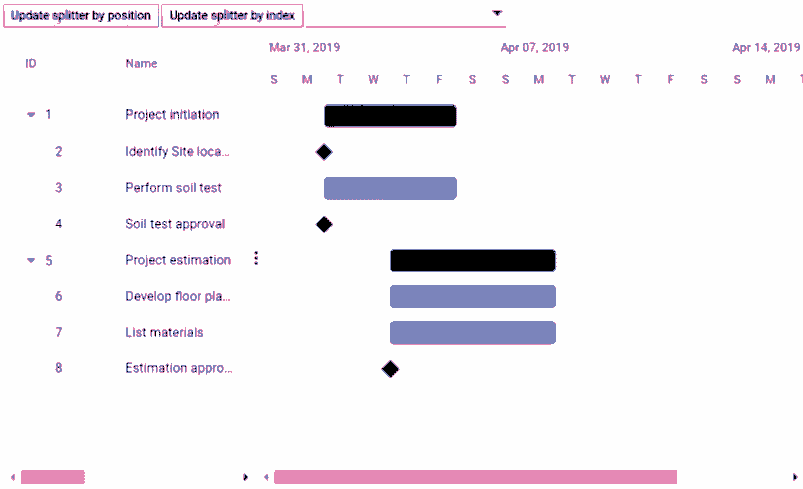 Update splitter by position Update splitter by index
Mar 31, 2019 Apr 07, 2019 Apr 14, 2019
ID Name
S M T W T F S S M T W T F S S M T
1 Project initiation
2 Identify Site loca...
3 Perform soil test
4 Soil test approval
5 Project estimation
6 Develop floor pla...
7 List materials
8 Estimation appro...